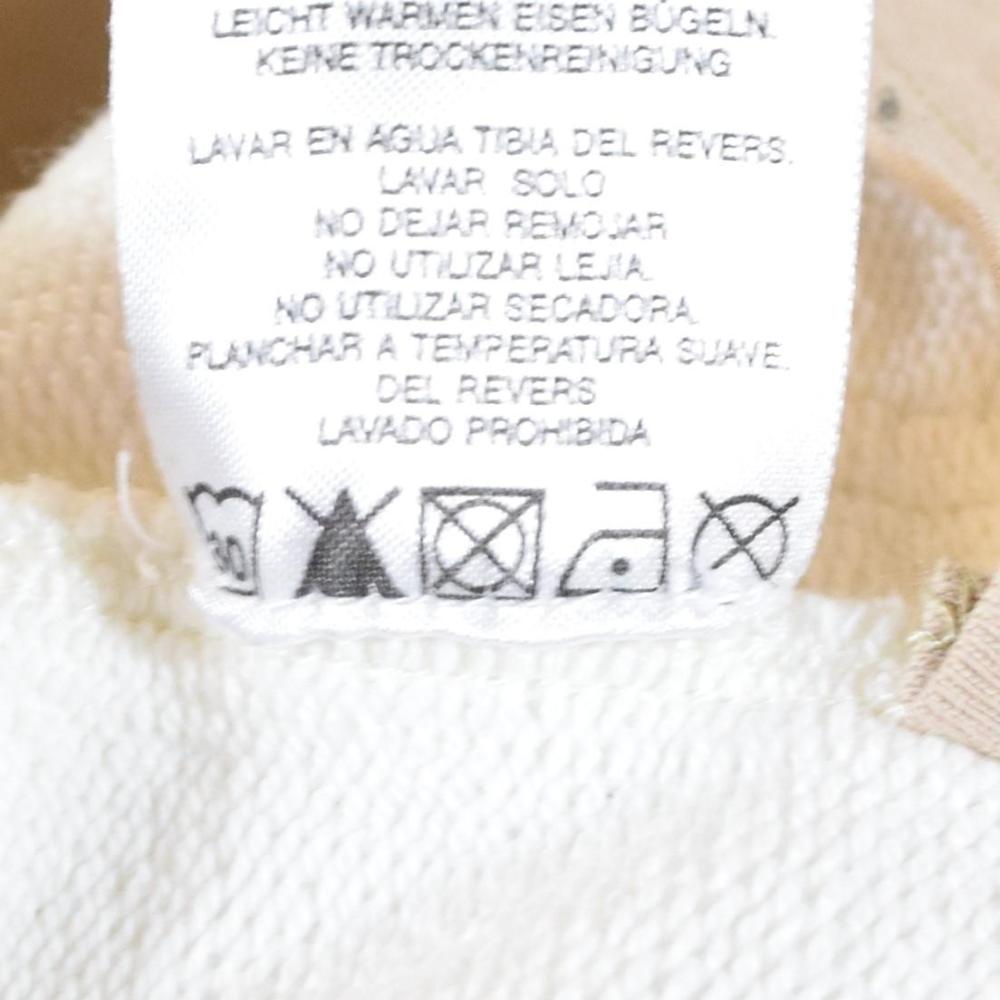 LEICHT WARMEN EISEN BÜGELN.
KEINE TROCKENREINIGUNG
LAVAR EN AGUA TIBIA DEL REVERS.
LAVAR SOLO
NO DEJAR REMOJAR
NO UTILIZAR LEJIA.
NO UTILIZAR SECADORA.
PLANCHAR A TEMPERATURA SUAVE.
DEL REVERS
LAVADO PROHIBIDA
30